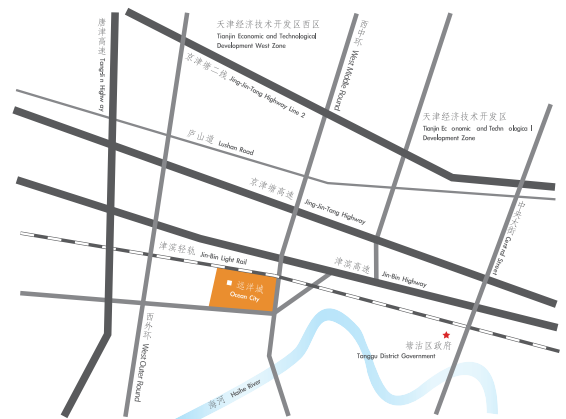 天津经济技术开发区西区
Tianjin Economic and Technological
Development West Zone
唐津高速 TangJin Highway
京津塘二线 Jing-Jin-Tang Highway Line 2
西中环 West Middle Round
天津经济技术开发区
Tianjin Ec onomic and Techn ological
Development Zone
庐山道 Lushan Road
京津塘高速 Jing-Jin-Tang Highway
中央大街 Central Street
津滨轻轨 Jin-Bin Light Rail
津滨高速 Jin-Bin Highway
远洋城
Ocean City
西外环 West Outer Round
塘沽区政府
Tanggu District Government
海河 Haihe River